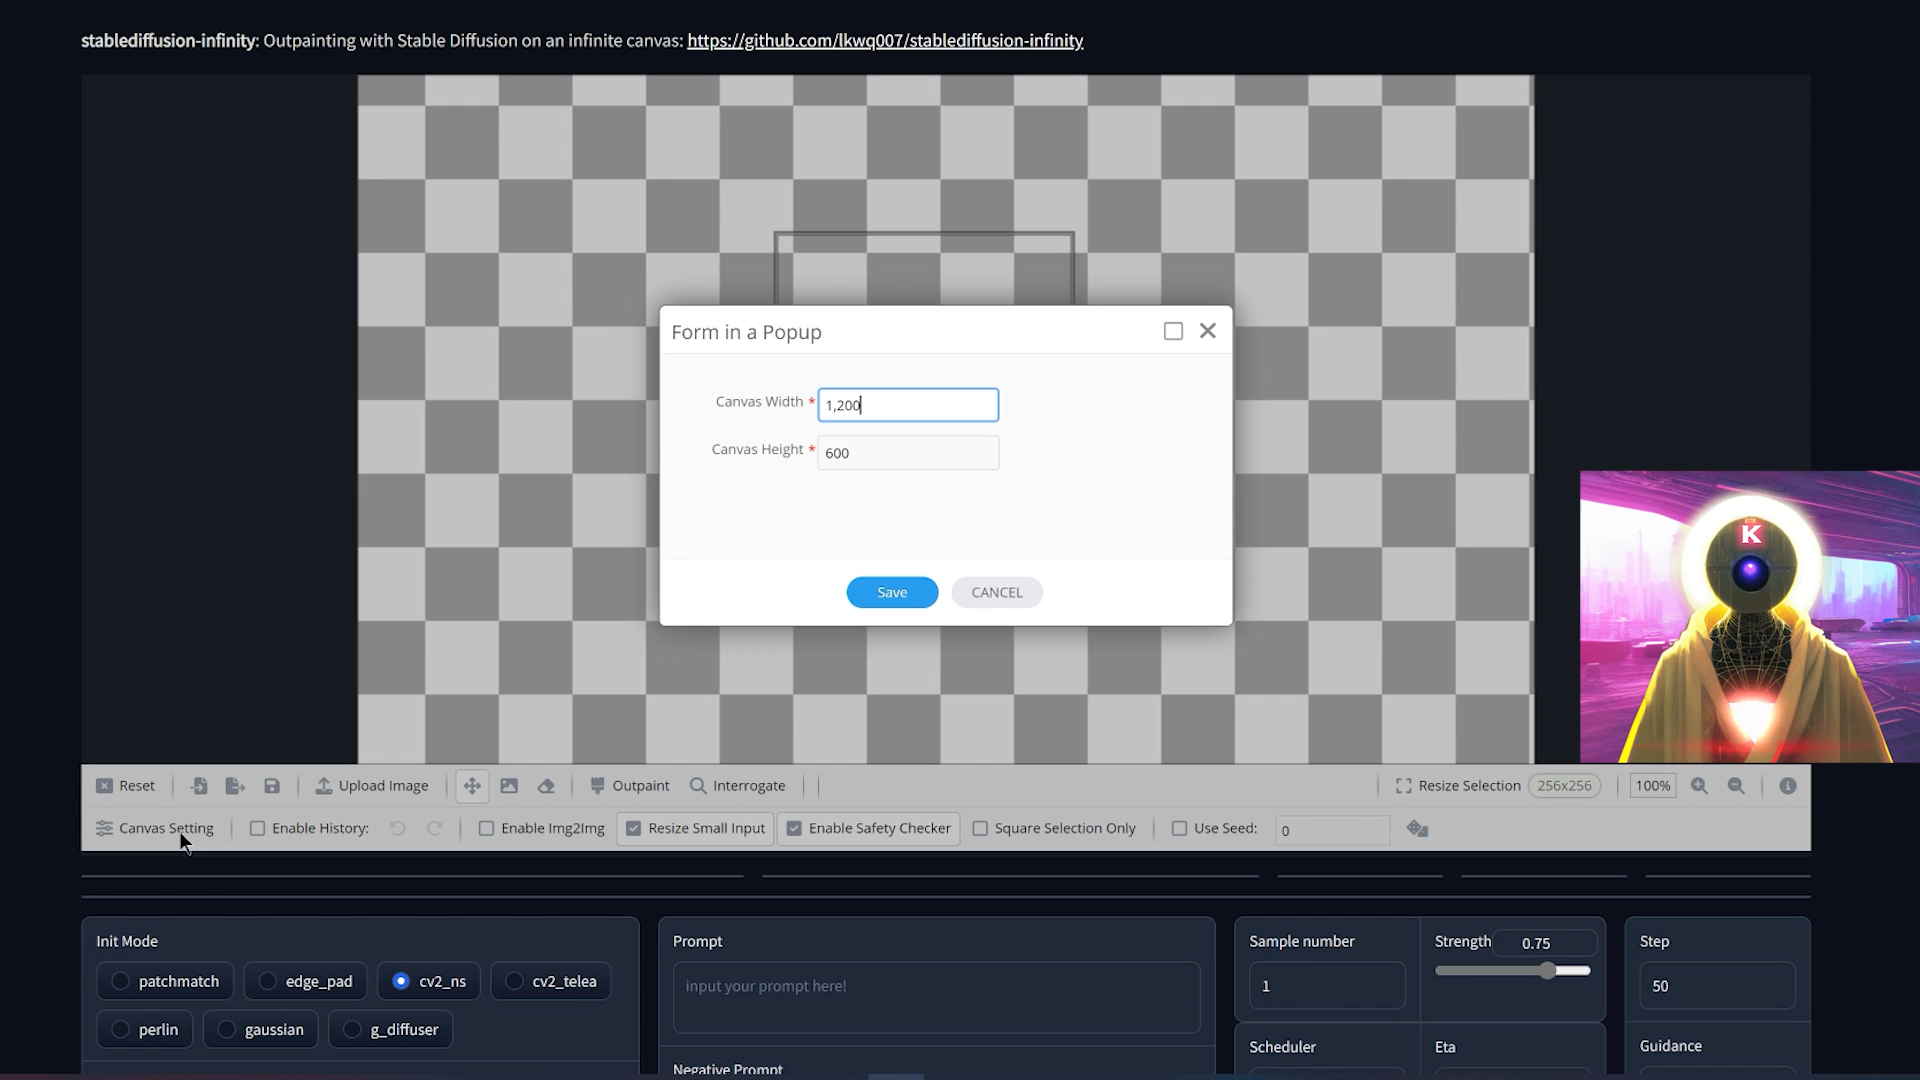 stablediffusion-infinity: Outpainting with Stable Diffusion on an infinite canvas: https://github.com/lkwq007/stablediffusion-infinity
Form in a Popup
Canvas Width * 1,200
Canvas Height * 600
Save CANCEL
K
Reset Upload Image Outpaint Interrogate Resize Selection 256x256 100%
Canvas Setting Enable History: Enable Img2Img Resize Small Input Enable Safety Checker Square Selection Only Use Seed: 0
Init Mode
patchmatch edge_pad cv2_ns cv2_telea
perlin gaussian g_diffuser
Prompt
input your prompt here!
Negative Prompt
Sample number
1
Strength 0.75
Step
50
Scheduler
Eta
Guidance